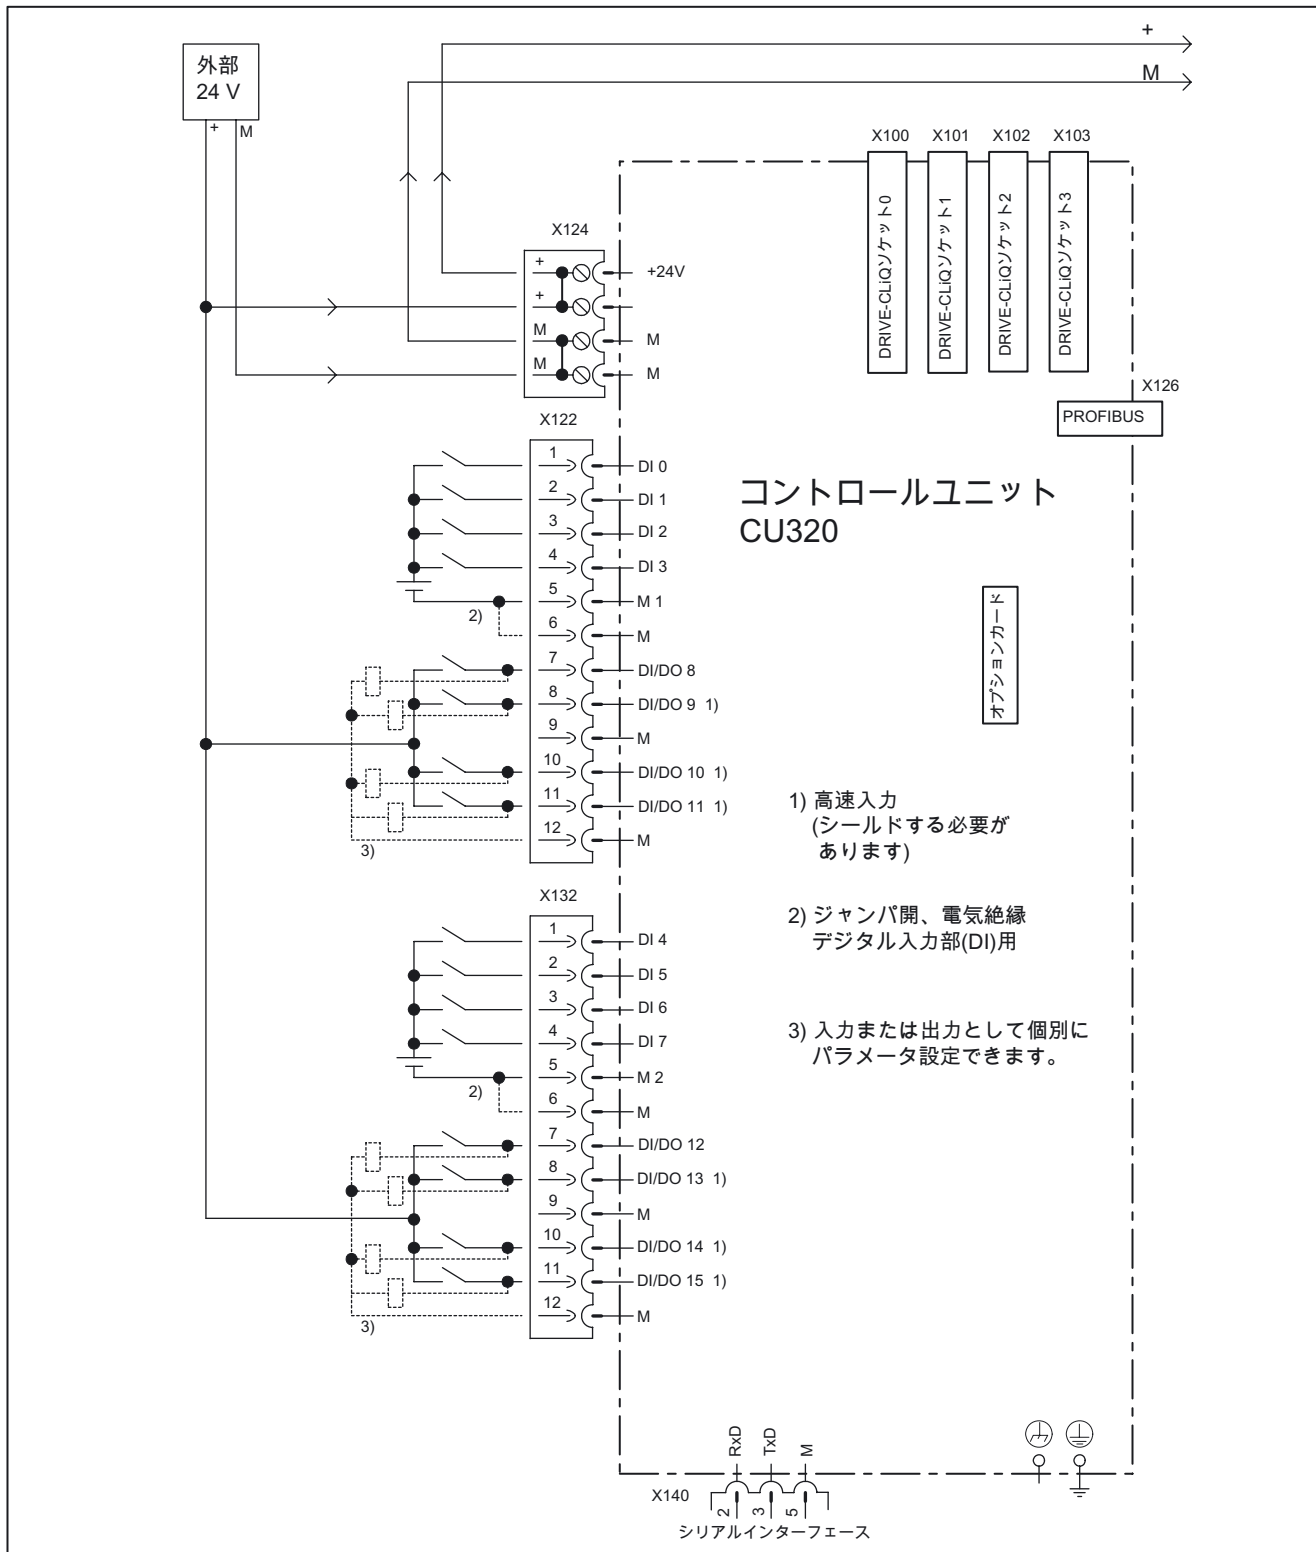 +
M
外部
24 V
+
M
X100
X101
X102
X103
DRIVE-CLiQソケット0
DRIVE-CLiQソケット1
DRIVE-CLiQソケット2
DRIVE-CLiQソケット3
X124
+
+24V
+
M
M
M
M
X126
PROFIBUS
X122
1
DI 0
2
DI 1
3
DI 2
4
DI 3
5
M 1
2)
6
M
7
DI/DO 8
8
DI/DO 9 1)
9
M
10
DI/DO 10 1)
11
DI/DO 11 1)
12
M
3)
コントロールユニット
CU320
オプションカード
1) 高速入力
(シールドする必要が
あります)
2) ジャンパ開、電気絶縁
デジタル入力部(DI)用
3) 入力または出力として個別に
パラメータ設定できます。
X132
1
DI 4
2
DI 5
3
DI 6
4
DI 7
5
M 2
2)
6
M
7
DI/DO 12
8
DI/DO 13 1)
9
M
10
DI/DO 14 1)
11
DI/DO 15 1)
12
M
3)
RxD
TxD
M
X140
2
3
5
シリアルインターフェース